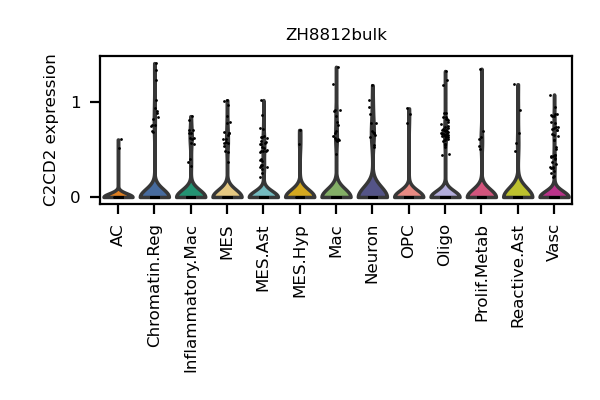 ZH8812bulk
C2CD2 expression
1
0
AC
Chromatin.Reg
Inflammatory.Mac
MES
MES.Ast
MES.Hyp
Mac
Neuron
OPC
Oligo
Prolif.Metab
Reactive.Ast
Vasc